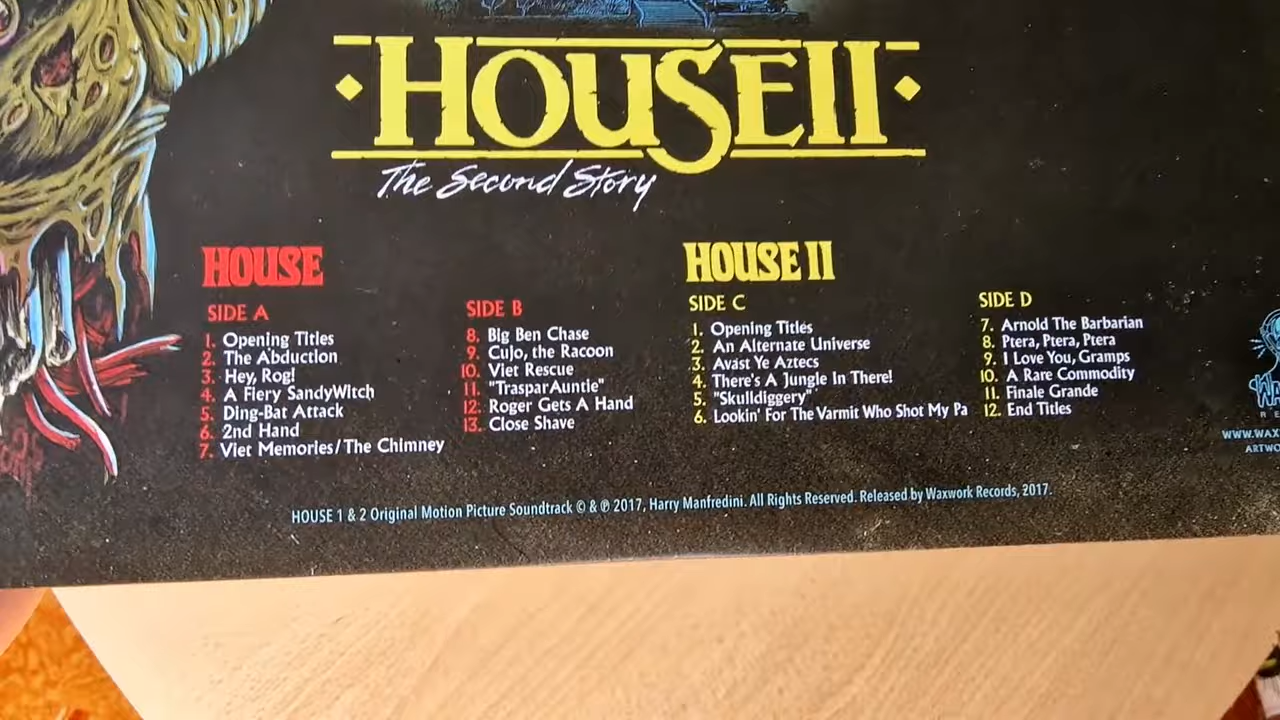 HOUSE II
The Second Story
HOUSE
SIDE A
1. Opening Titles
2. The Abduction
3. Hey, Rog!
4. A Fiery SandyWitch
5. Ding-Bat Attack
6. 2nd Hand
7. Viet Memories/The Chimney
SIDE B
8. Big Ben Chase
9. CuJo, the Racoon
10. Viet Rescue
11. "TrasparAuntle"
12. Roger Gets A Hand
13. Close Shave
HOUSE II
SIDE C
1. Opening Titles
2. An Alternate Universe
3. Avast Ye Aztecs
4. There's A Jungle In There!
5. "Skulldiggery"
6. Lookin' For The Varmit Who Shot My Pa
SIDE D
7. Arnold The Barbarian
8. Ptera, Ptera, Ptera
9. I Love You, Gramps
10. A Rare Commodity
11. Finale Grande
12. End Titles
HOUSE 1 & 2 Original Motion Picture Soundtrack © & ℗ 2017, Harry Manfredini. All Rights Reserved. Released by Waxwork Records, 2017.
WWW.WAX
ARTWO